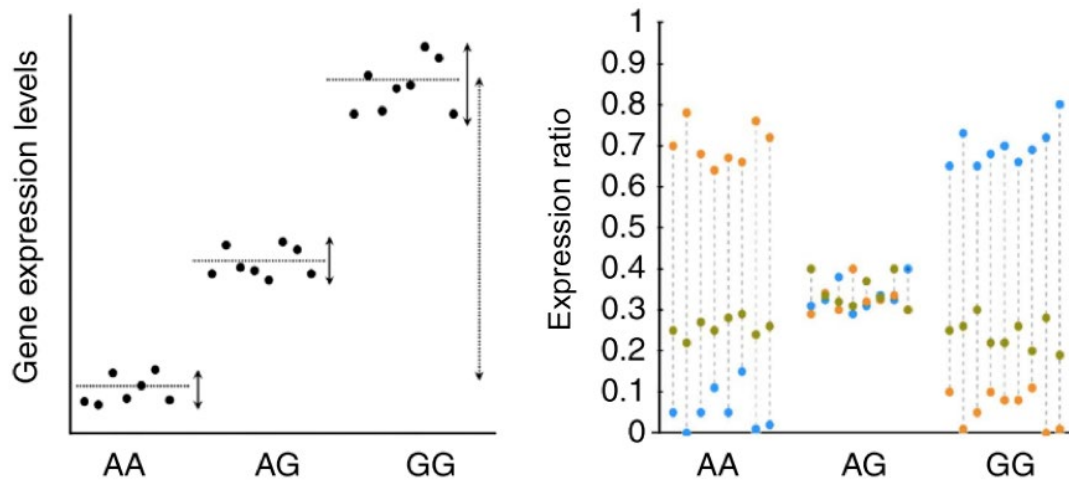 Gene expression levels
AA
AG
GG
Expression ratio
1
0.9
0.8
0.7
0.6
0.5
0.4
0.3
0.2
0.1
0
AA
AG
GG